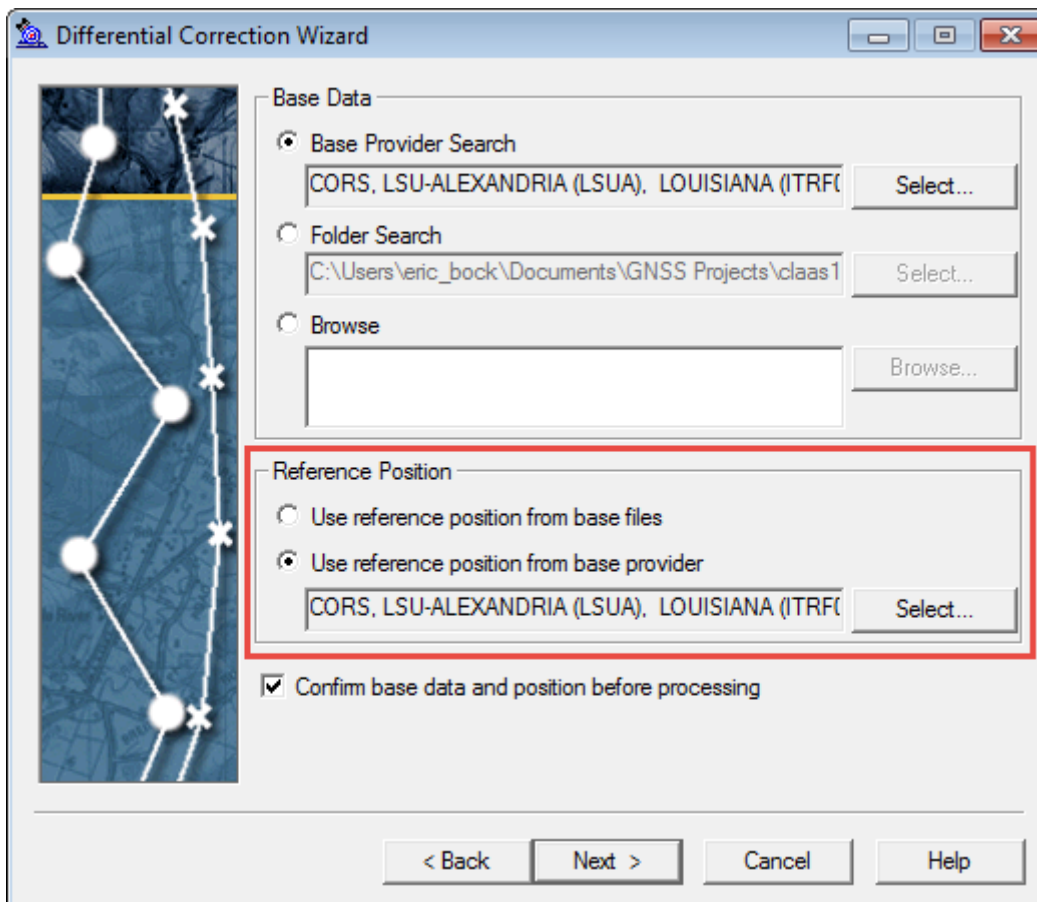 Differential Correction Wizard
Base Data
Base Provider Search
CORS, LSU-ALEXANDRIA (LSUA), LOUISIANA (ITRF(
Select...
Folder Search
C:\Users\eric_bock\Documents\GNSS Projects\claas1
Select...
Browse
Browse...
Reference Position
Use reference position from base files
Use reference position from base provider
CORS, LSU-ALEXANDRIA (LSUA), LOUISIANA (ITRF(
Select...
Confirm base data and position before processing
< Back
Next >
Cancel
Help